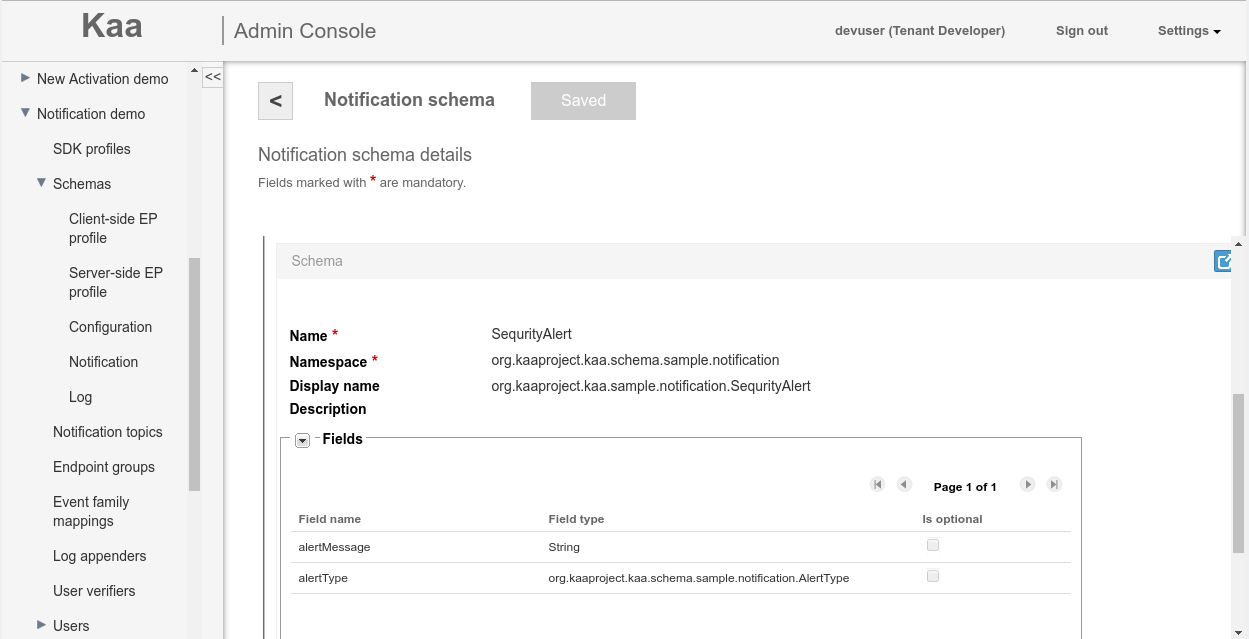 Kaa
Admin Console
devuser (Tenant Developer)
Sign out
Settings
New Activation demo
<<
Notification demo
SDK profiles
Schemas
Client-side EP
profile
Server-side EP
profile
Configuration
Notification
Log
Notification topics
Endpoint groups
Event family
mappings
Log appenders
User verifiers
Users
< Notification schema Saved
Notification schema details
Fields marked with * are mandatory.
Schema
Name * SequrityAlert
Namespace * org.kaaproject.kaa.schema.sample.notification
Display name org.kaaproject.kaa.sample.notification.SequrityAlert
Description
Fields
Page 1 of 1
Field name Field type Is optional
alertMessage String
alertType org.kaaproject.kaa.schema.sample.notification.AlertType